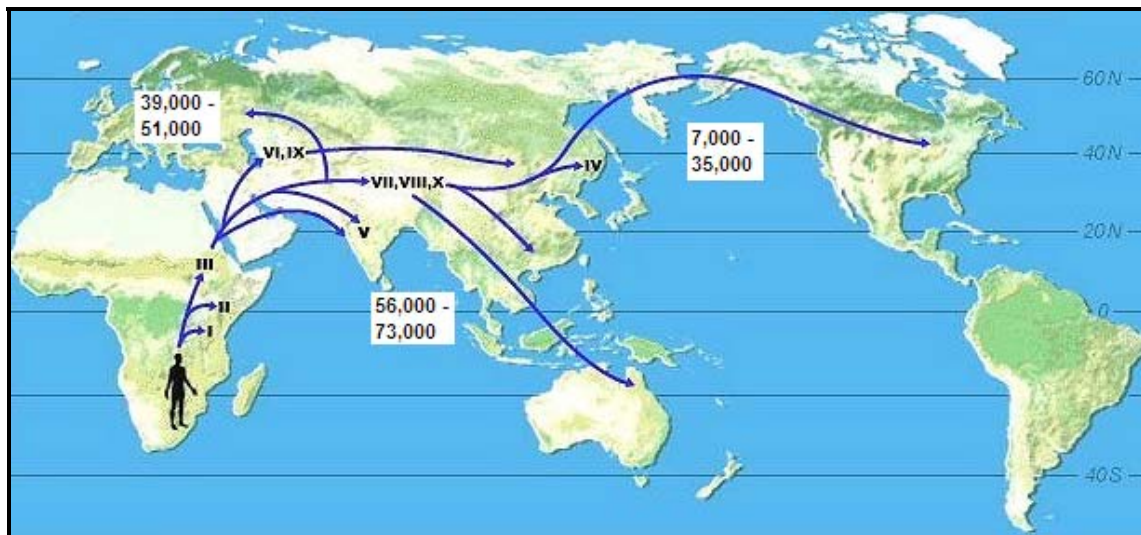 60N
39,000 -
51,000
7,000 -
35,000
VI, IX
40N
IV
VII,VIII,X
V
20N
III
56,000 -
73,000
II
0
I
40S